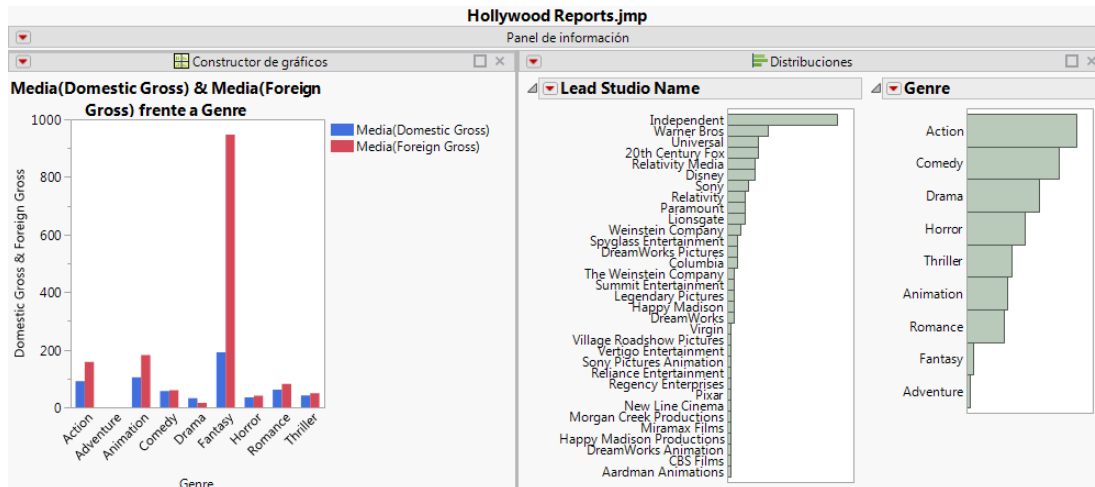 Hollywood Reports.jmp
Panel de información
Constructor de gráficos
Media(Domestic Gross) & Media(Foreign
Gross) frente a Genre
Domestic Gross & Foreign Gross
1000
800
600
400
200
0
Action
Adventure
Animation
Comedy
Drama
Fantasy
Horror
Romance
Thriller
Genre
Media(Domestic Gross)
Media(Foreign Gross)
Distribuciones
Lead Studio Name
Independent
Warner Bros
Universal
20th Century Fox
Relativity Media
Disney
Sony
Relativity
Paramount
Lionsgate
Weinstein Company
Spyglass Entertainment
DreamWorks Pictures
Columbia
The Weinstein Company
Summit Entertainment
Legendary Pictures
Happy Madison
DreamWorks
Virgin
Village Roadshow Pictures
Vertigo Entertainment
Sony Pictures Animation
Reliance Entertainment
Regency Enterprises
Pixar
New Line Cinema
Morgan Creek Productions
Miramax Films
Happy Madison Productions
DreamWorks Animation
CBS Films
Aardman Animations
Genre
Action
Comedy
Drama
Horror
Thriller
Animation
Romance
Fantasy
Adventure